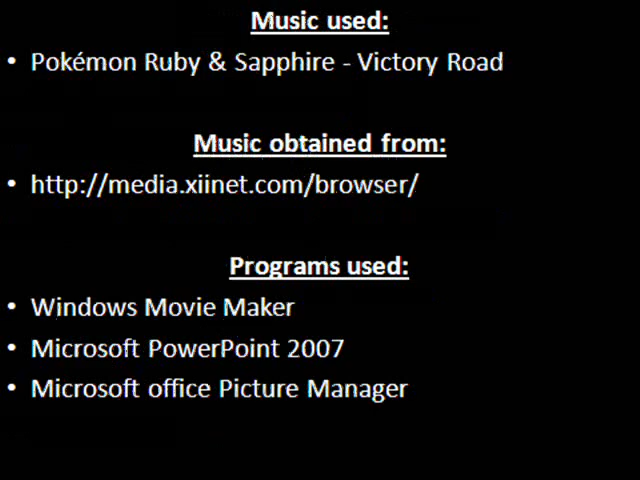 Music used:
• Pokémon Ruby & Sapphire - Victory Road
Music obtained from:
• http://media.xiinet.com/browser/
Programs used:
• Windows Movie Maker
• Microsoft PowerPoint 2007
• Microsoft office Picture Manager